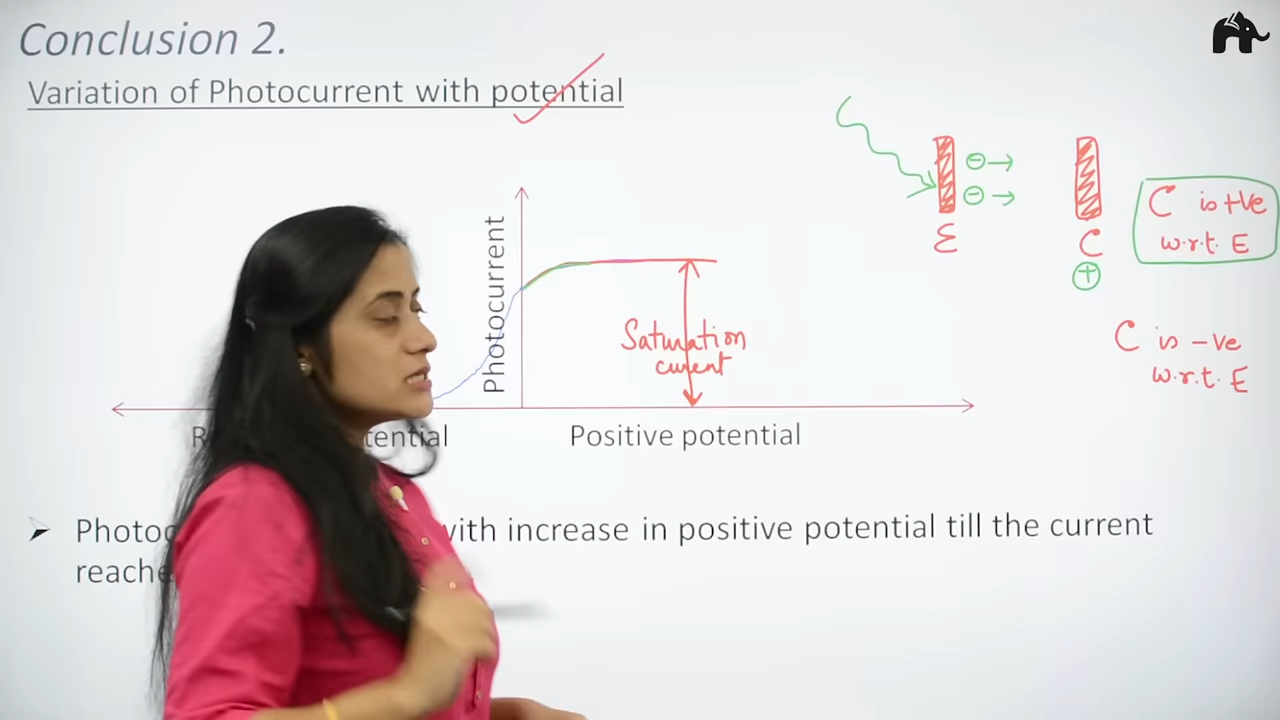 Conclusion 2.
Variation of Photocurrent with potential
Photocurrent
E
C
+
C is +ve
w.r.t. E
C is -ve
w.r.t. E
Saturation
current
Positive potential
with increase in positive potential till the current